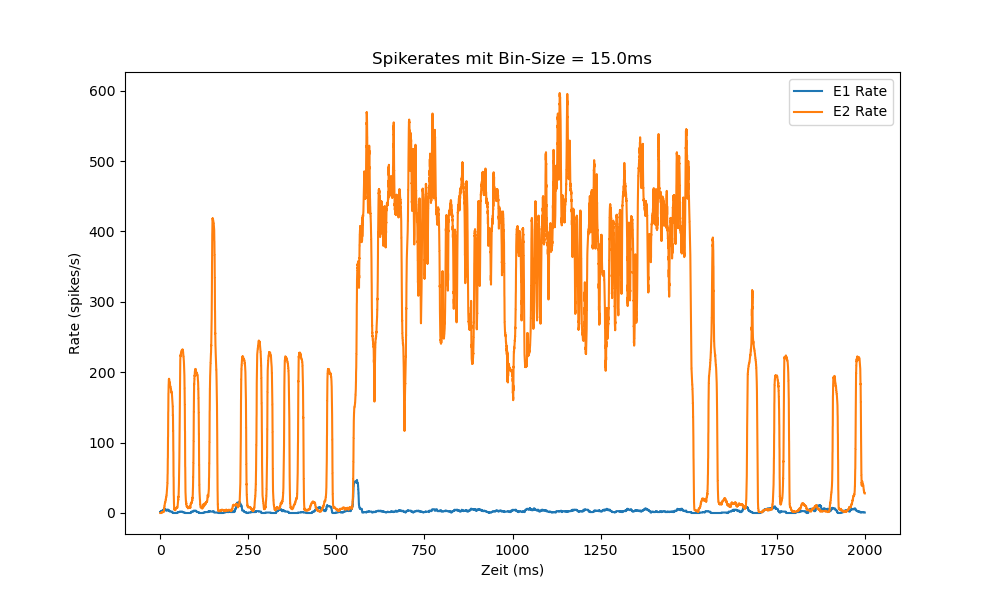 Spikerates mit Bin-Size = 15.0ms
E1 Rate
E2 Rate
Rate (spikes/s)
600
500
400
300
200
100
0
0 250 500 750 1000 1250 1500 1750 2000
Zeit (ms)